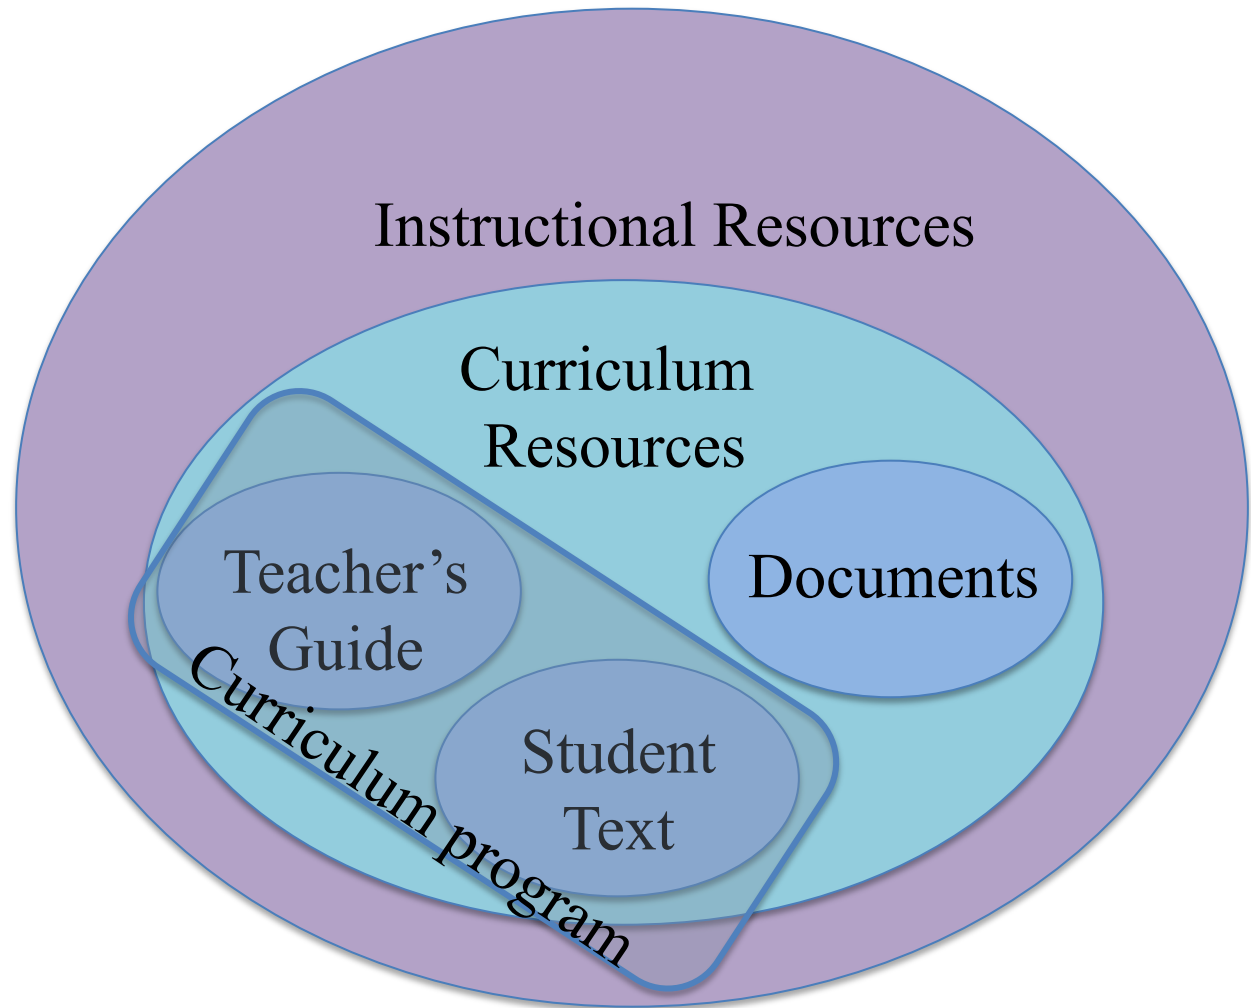 Instructional Resources
Curriculum
Resources
Documents
Teacher’s
Guide
Student
Text
Curriculum program